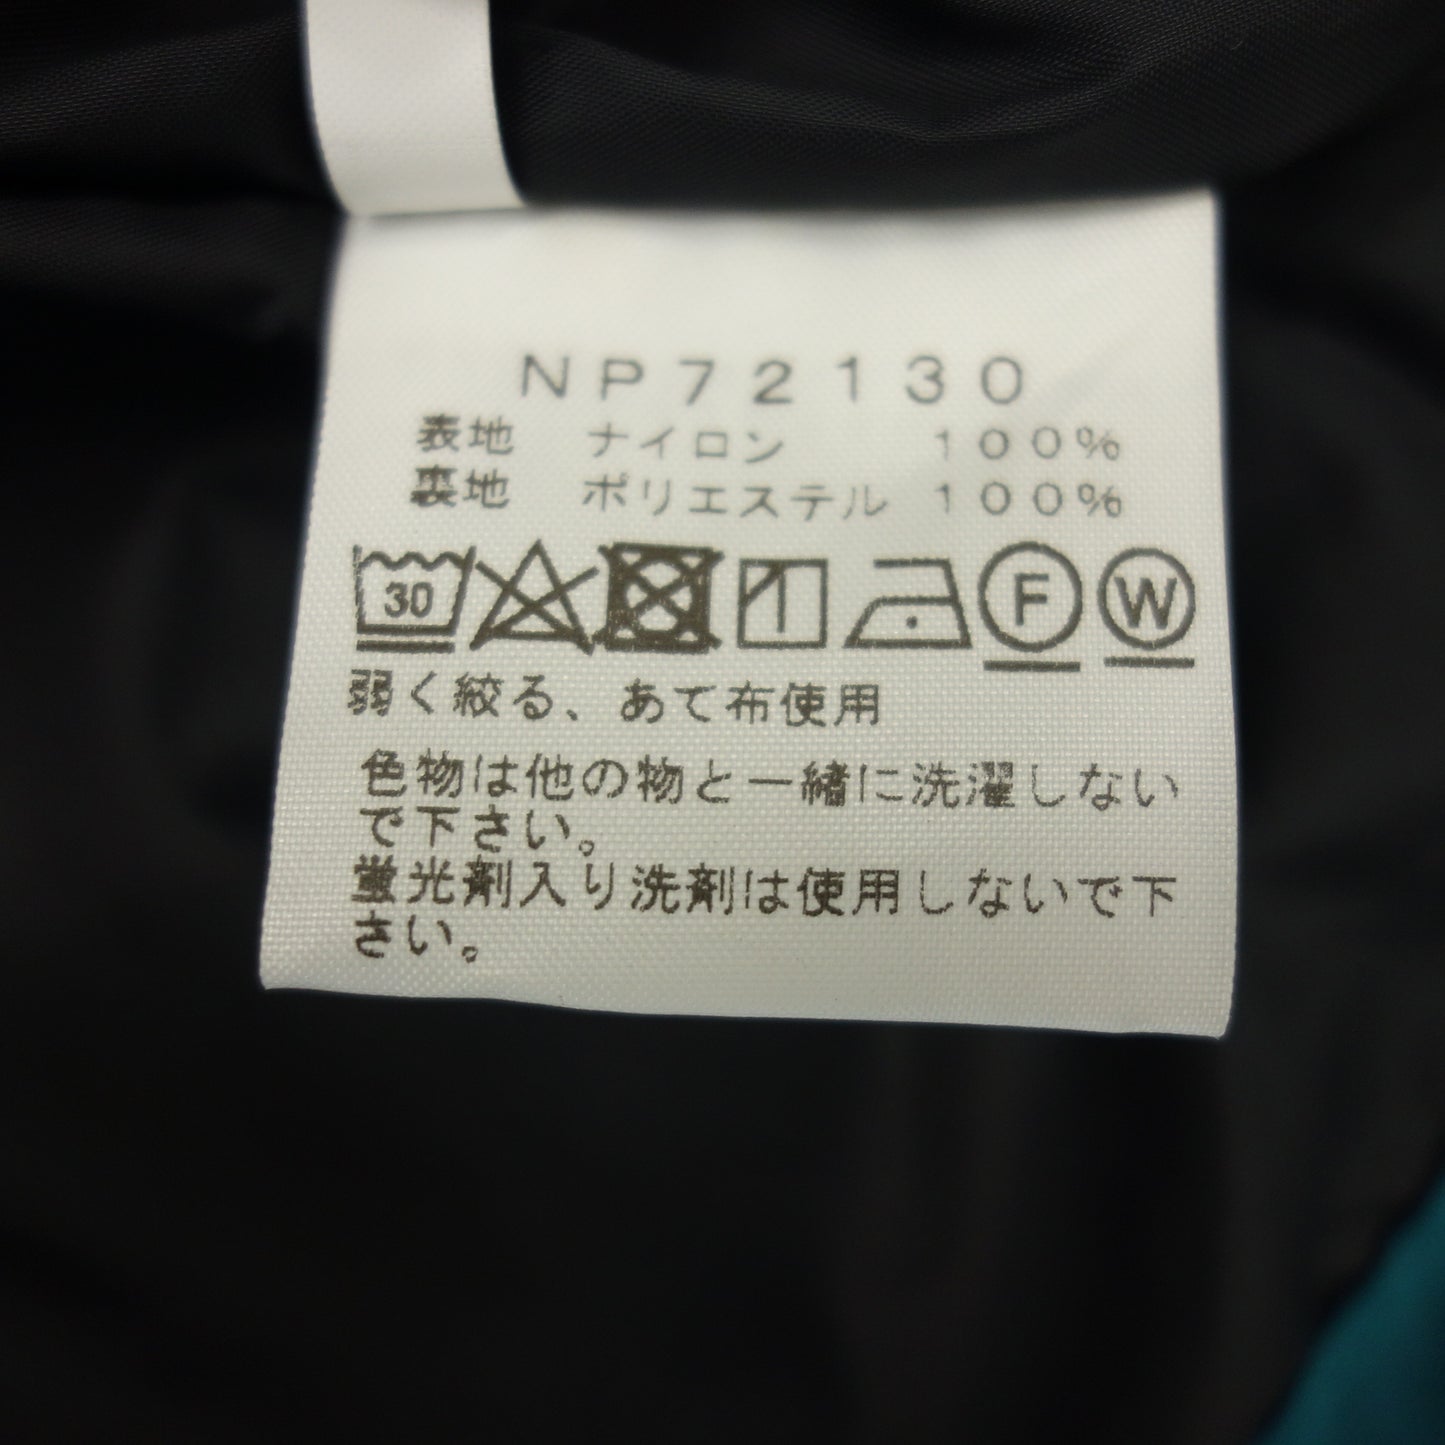 NP72130
表地 ナイロン 100%
裏地 ポリエステル 100%
30 F W
弱く絞る、あて布使用
色物は他の物と一緒に洗濯しない
で下さい。
蛍光剤入り洗剤は使用しないで下
さい。